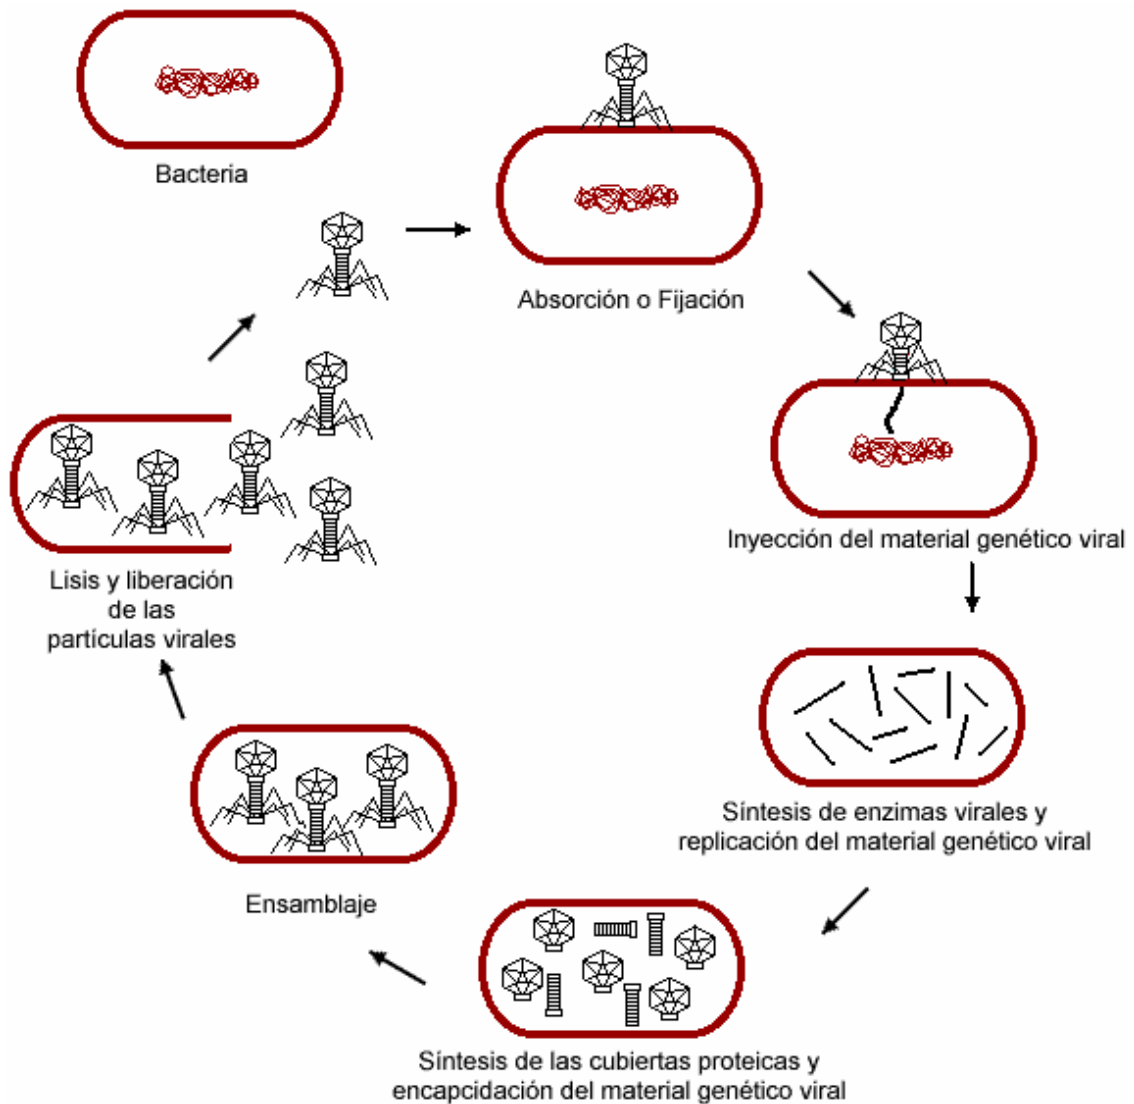 Bacteria
Absorción o Fijación
Inyección del material genético viral
Síntesis de enzimas virales y
replicación del material genético viral
Síntesis de las cubiertas proteicas y
encapcidación del material genético viral
Ensamblaje
Lisis y liberación
de las
partículas virales